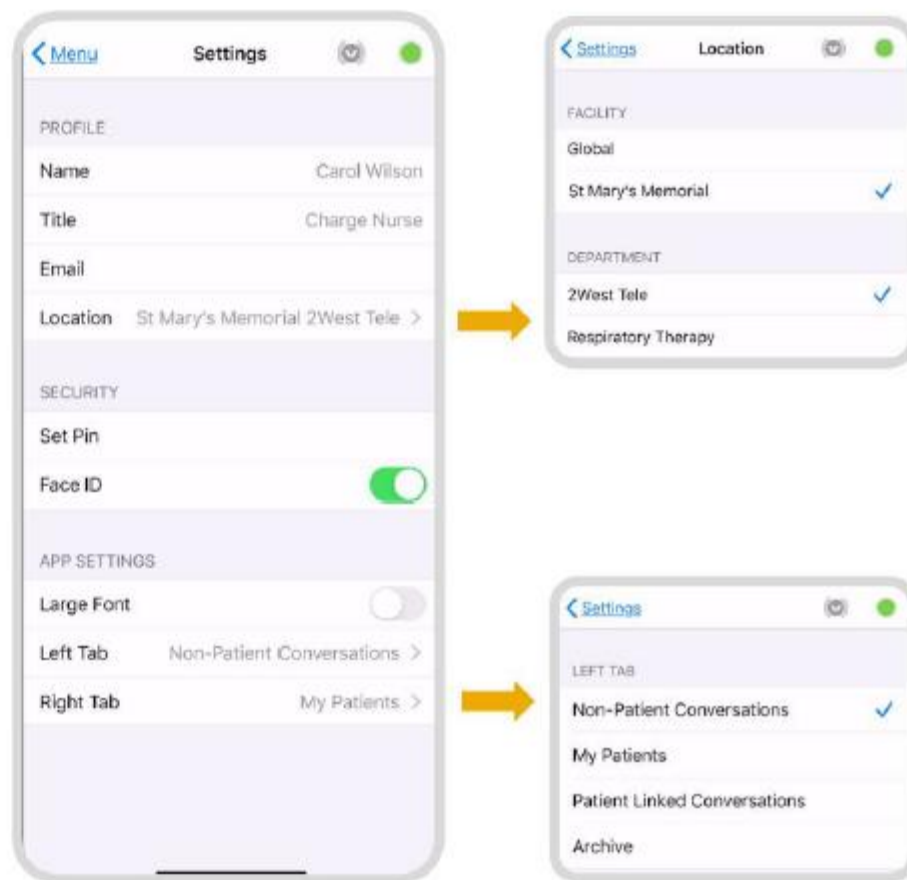 Menu
Settings
PROFILE
Name Carol Wilson
Title Charge Nurse
Email
Location St Mary's Memorial 2West Tele
SECURITY
Set Pin
Face ID
APP SETTINGS
Large Font
Left Tab Non-Patient Conversations
Right Tab My Patients
Settings
Location
FACILITY
Global
St Mary's Memorial
DEPARTMENT
2West Tele
Respiratory Therapy
Settings
LEFT TAB
Non-Patient Conversations
My Patients
Patient Linked Conversations
Archive